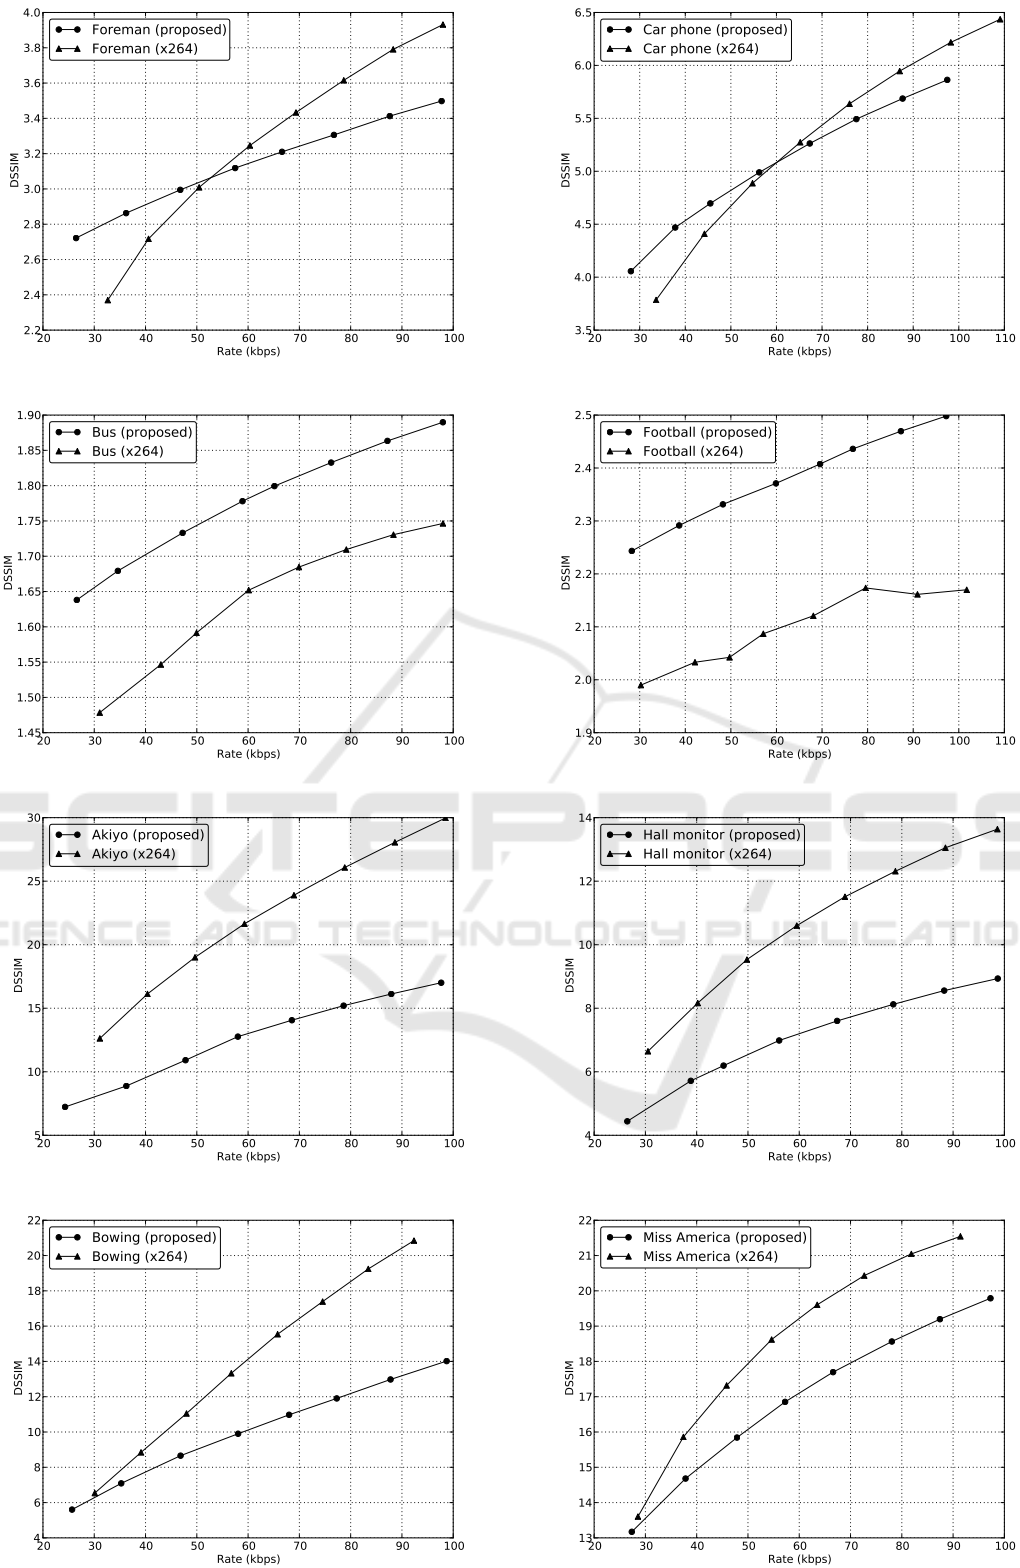 4.0
3.8
3.6
3.4
3.2
3.0
2.8
2.6
2.4
2.2
DSSIM
Foreman (proposed)
Foreman (x264)
20 30 40 50 60 70 80 90 100
Rate (kbps)
6.5
6.0
5.5
5.0
4.5
4.0
3.5
DSSIM
Car phone (proposed)
Car phone (x264)
20 30 40 50 60 70 80 90 100 110
Rate (kbps)
1.90
1.85
1.80
1.75
1.70
1.65
1.60
1.55
1.50
1.45
DSSIM
Bus (proposed)
Bus (x264)
20 30 40 50 60 70 80 90 100
Rate (kbps)
2.5
2.4
2.3
2.2
2.1
2.0
1.9
DSSIM
Football (proposed)
Football (x264)
20 30 40 50 60 70 80 90 100 110
Rate (kbps)
SCITEPRESS
SCIENCE AND TECHNOLOGY PUBLICATIO
30
25
20
15
10
5
DSSIM
Akiyo (proposed)
Akiyo (x264)
20 30 40 50 60 70 80 90 100
Rate (kbps)
14
12
10
8
6
4
DSSIM
Hall monitor (proposed)
Hall monitor (x264)
20 30 40 50 60 70 80 90 100
Rate (kbps)
22
20
18
16
14
12
10
8
6
4
DSSIM
Bowing (proposed)
Bowing (x264)
20 30 40 50 60 70 80 90 100
Rate (kbps)
22
21
20
19
18
17
16
15
14
13
DSSIM
Miss America (proposed)
Miss America (x264)
20 30 40 50 60 70 80 90 100
Rate (kbps)